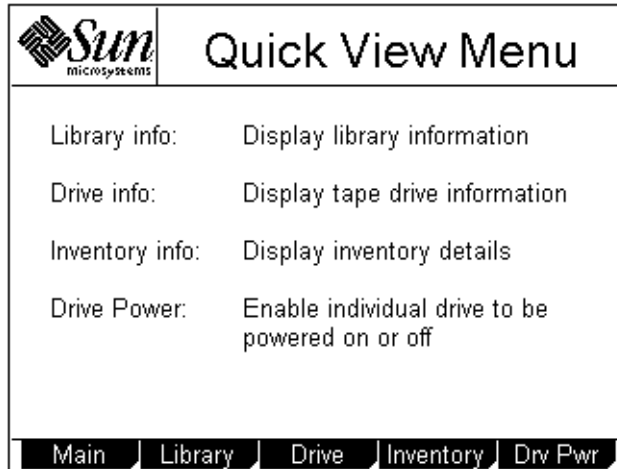 Sun
microsystems
Quick View Menu
Library info: Display library information
Drive info: Display tape drive information
Inventory info: Display inventory details
Drive Power: Enable individual drive to be
powered on or off
Main Library Drive Inventory Drv Pwr